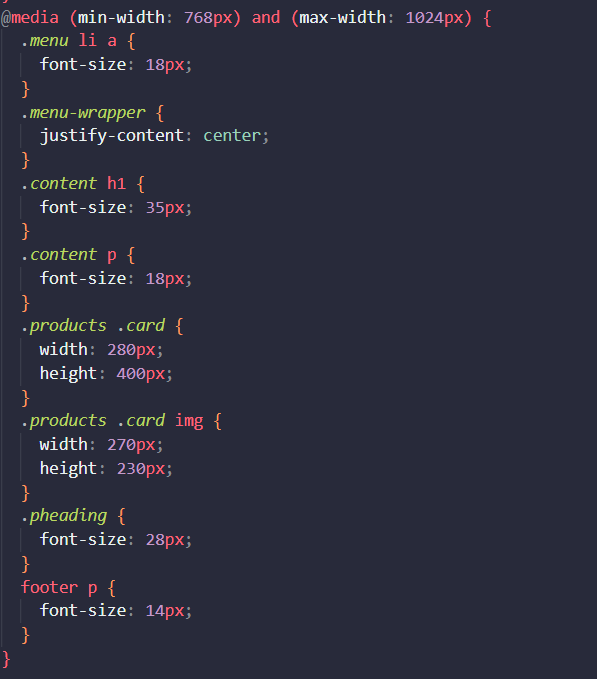 }
@media (min-width: 768px) and (max-width: 1024px) {
  .menu li a {
    font-size: 18px;
  }
  .menu-wrapper {
    justify-content: center;
  }
  .content h1 {
    font-size: 35px;
  }
  .content p {
    font-size: 18px;
  }
  .products .card {
    width: 280px;
    height: 400px;
  }
  .products .card img {
    width: 270px;
    height: 230px;
  }
  .pheading {
    font-size: 28px;
  }
  footer p {
    font-size: 14px;
  }
}